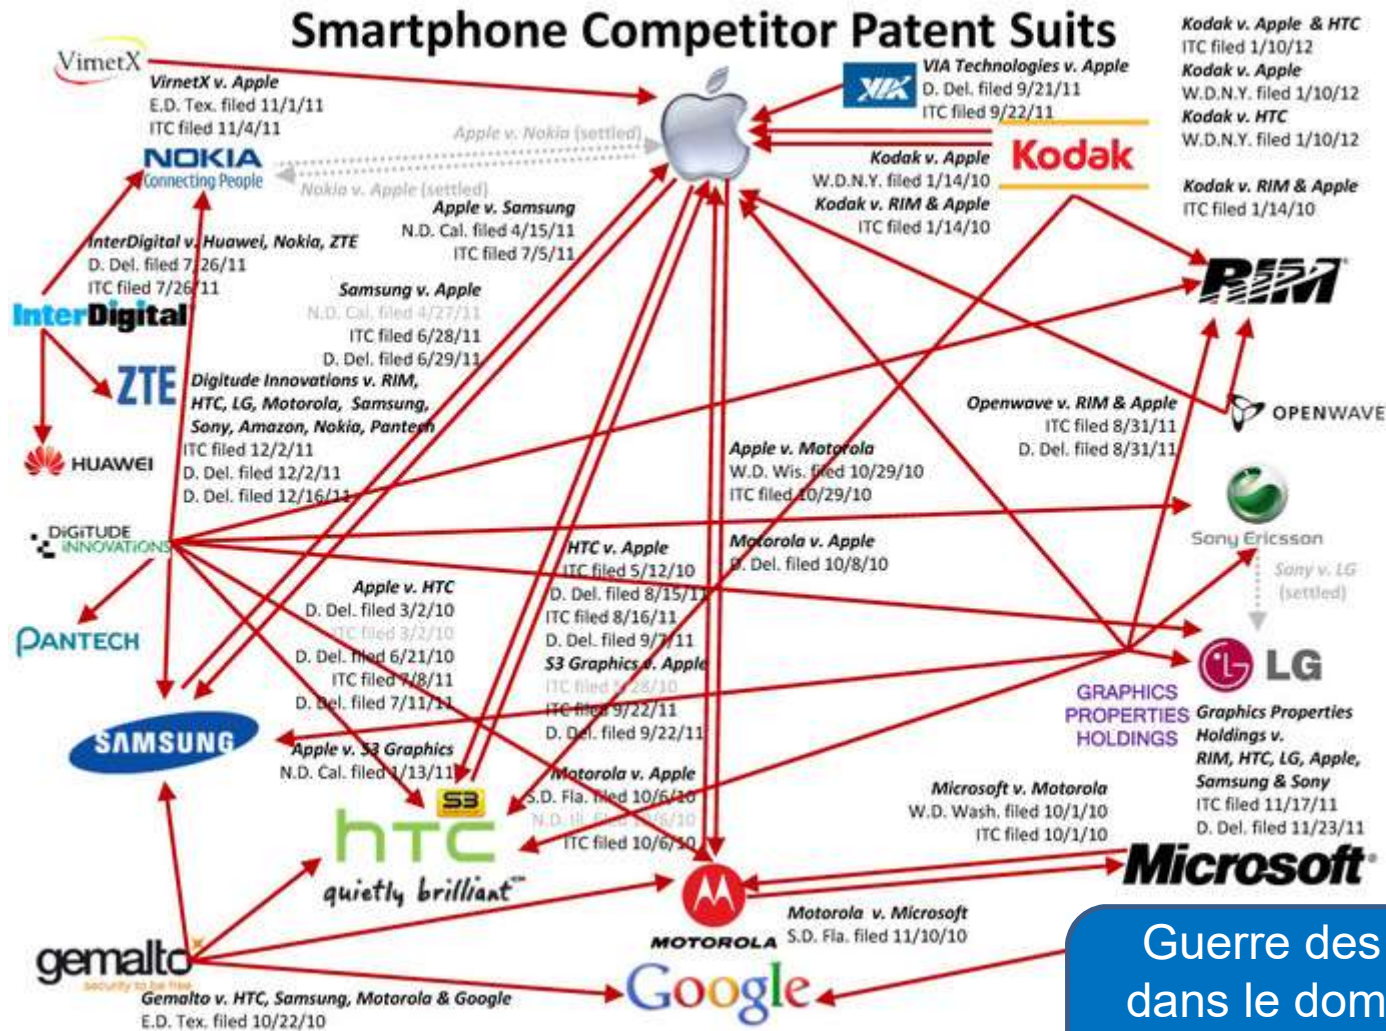 Smartphone Competitor Patent Suits
Kodak v. Apple & HTC
ITC filed 1/10/12
Kodak v. Apple
W.D.N.Y. filed 1/10/12
Kodak v. HTC
W.D.N.Y. filed 1/10/12
Kodak v. RIM & Apple
ITC filed 1/14/10
VirnetX
VirnetX v. Apple
E.D. Tex. filed 11/1/11
ITC filed 11/4/11
VIA
VIA Technologies v. Apple
D. Del. filed 9/21/11
ITC filed 9/22/11
NOKIA
Connecting People
Apple v. Nokia (settled)
Nokia v. Apple (settled)
Kodak
Kodak v. Apple
W.D.N.Y. filed 1/14/10
Kodak v. RIM & Apple
ITC filed 1/14/10
Apple v. Samsung
N.D. Cal. filed 4/15/11
ITC filed 7/5/11
InterDigital v. Huawei, Nokia, ZTE
D. Del. filed 7/26/11
ITC filed 7/26/11
InterDigital
RIM
Samsung v. Apple
N.D. Cal. filed 4/27/11
ITC filed 6/28/11
D. Del. filed 6/29/11
ZTE
HUAWEI
Digitude Innovations v. RIM,
HTC, LG, Motorola, Samsung,
Sony, Amazon, Nokia, Pantech
ITC filed 12/2/11
D. Del. filed 12/2/11
D. Del. filed 12/16/11
Openwave v. RIM & Apple
ITC filed 8/31/11
D. Del. filed 8/31/11
OPENWAVE
Apple v. Motorola
W.D. Wis. filed 10/29/10
ITC filed 10/29/10
Sony Ericsson
Sony v. LG
(settled)
DiGiTUDE
iNNOVATiONS
HTC v. Apple
ITC filed 5/12/10
D. Del. filed 8/15/11
ITC filed 8/16/11
D. Del. filed 9/7/11
S3 Graphics v. Apple
ITC filed 5/28/10
ITC filed 9/22/11
D. Del. filed 9/22/11
Motorola v. Apple
D. Del. filed 10/8/10
Apple v. HTC
D. Del. filed 3/2/10
ITC filed 3/2/10
D. Del. filed 6/21/10
ITC filed 7/8/11
D. Del. filed 7/11/11
PANTECH
LG
GRAPHICS
PROPERTIES
HOLDINGS
Graphics Properties
Holdings v.
RIM, HTC, LG, Apple,
Samsung & Sony
ITC filed 11/17/11
D. Del. filed 11/23/11
SAMSUNG
Apple v. S3 Graphics
N.D. Cal. filed 1/13/11
Motorola v. Apple
S.D. Fla. filed 10/6/10
N.D. Ill. filed 10/6/10
ITC filed 10/6/10
S3
hTC
quietly brilliant
Microsoft v. Motorola
W.D. Wash. filed 10/1/10
ITC filed 10/1/10
Microsoft
MOTOROLA
Motorola v. Microsoft
S.D. Fla. filed 11/10/10
gemalto
security to be free
Gemalto v. HTC, Samsung, Motorola & Google
E.D. Tex. filed 10/22/10
Google
Guerre des
dans le dom